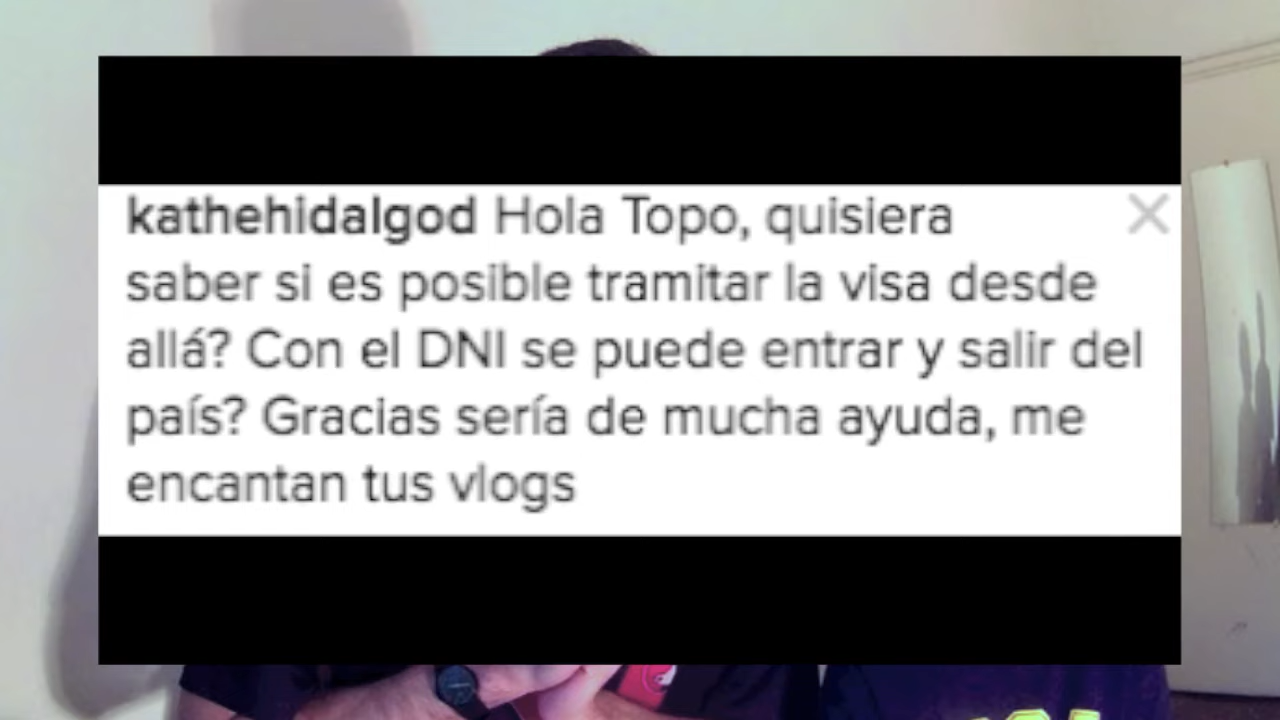 kathehidalgod Hola Topo, quisiera
saber si es posible tramitar la visa desde
allá? Con el DNI se puede entrar y salir del
país? Gracias sería de mucha ayuda, me
encantan tus vlogs